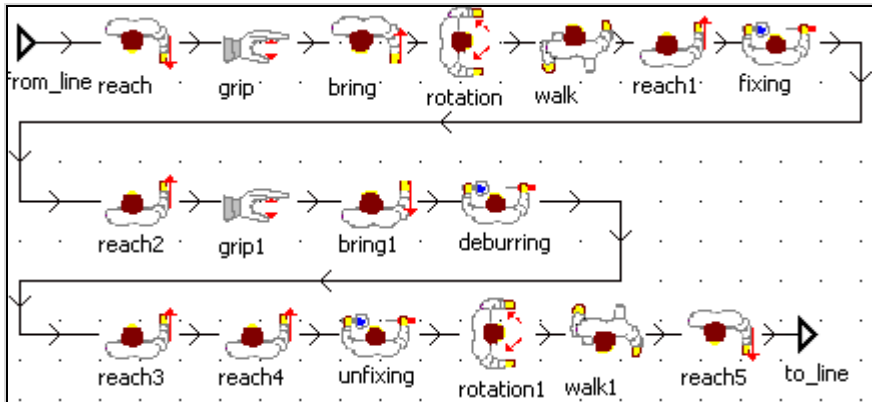 from_line reach grip bring rotation walk reach1 fixing
reach2 grip1 bring1 deburring
reach3 reach4 unfixing rotation1 walk1 reach5 to_line